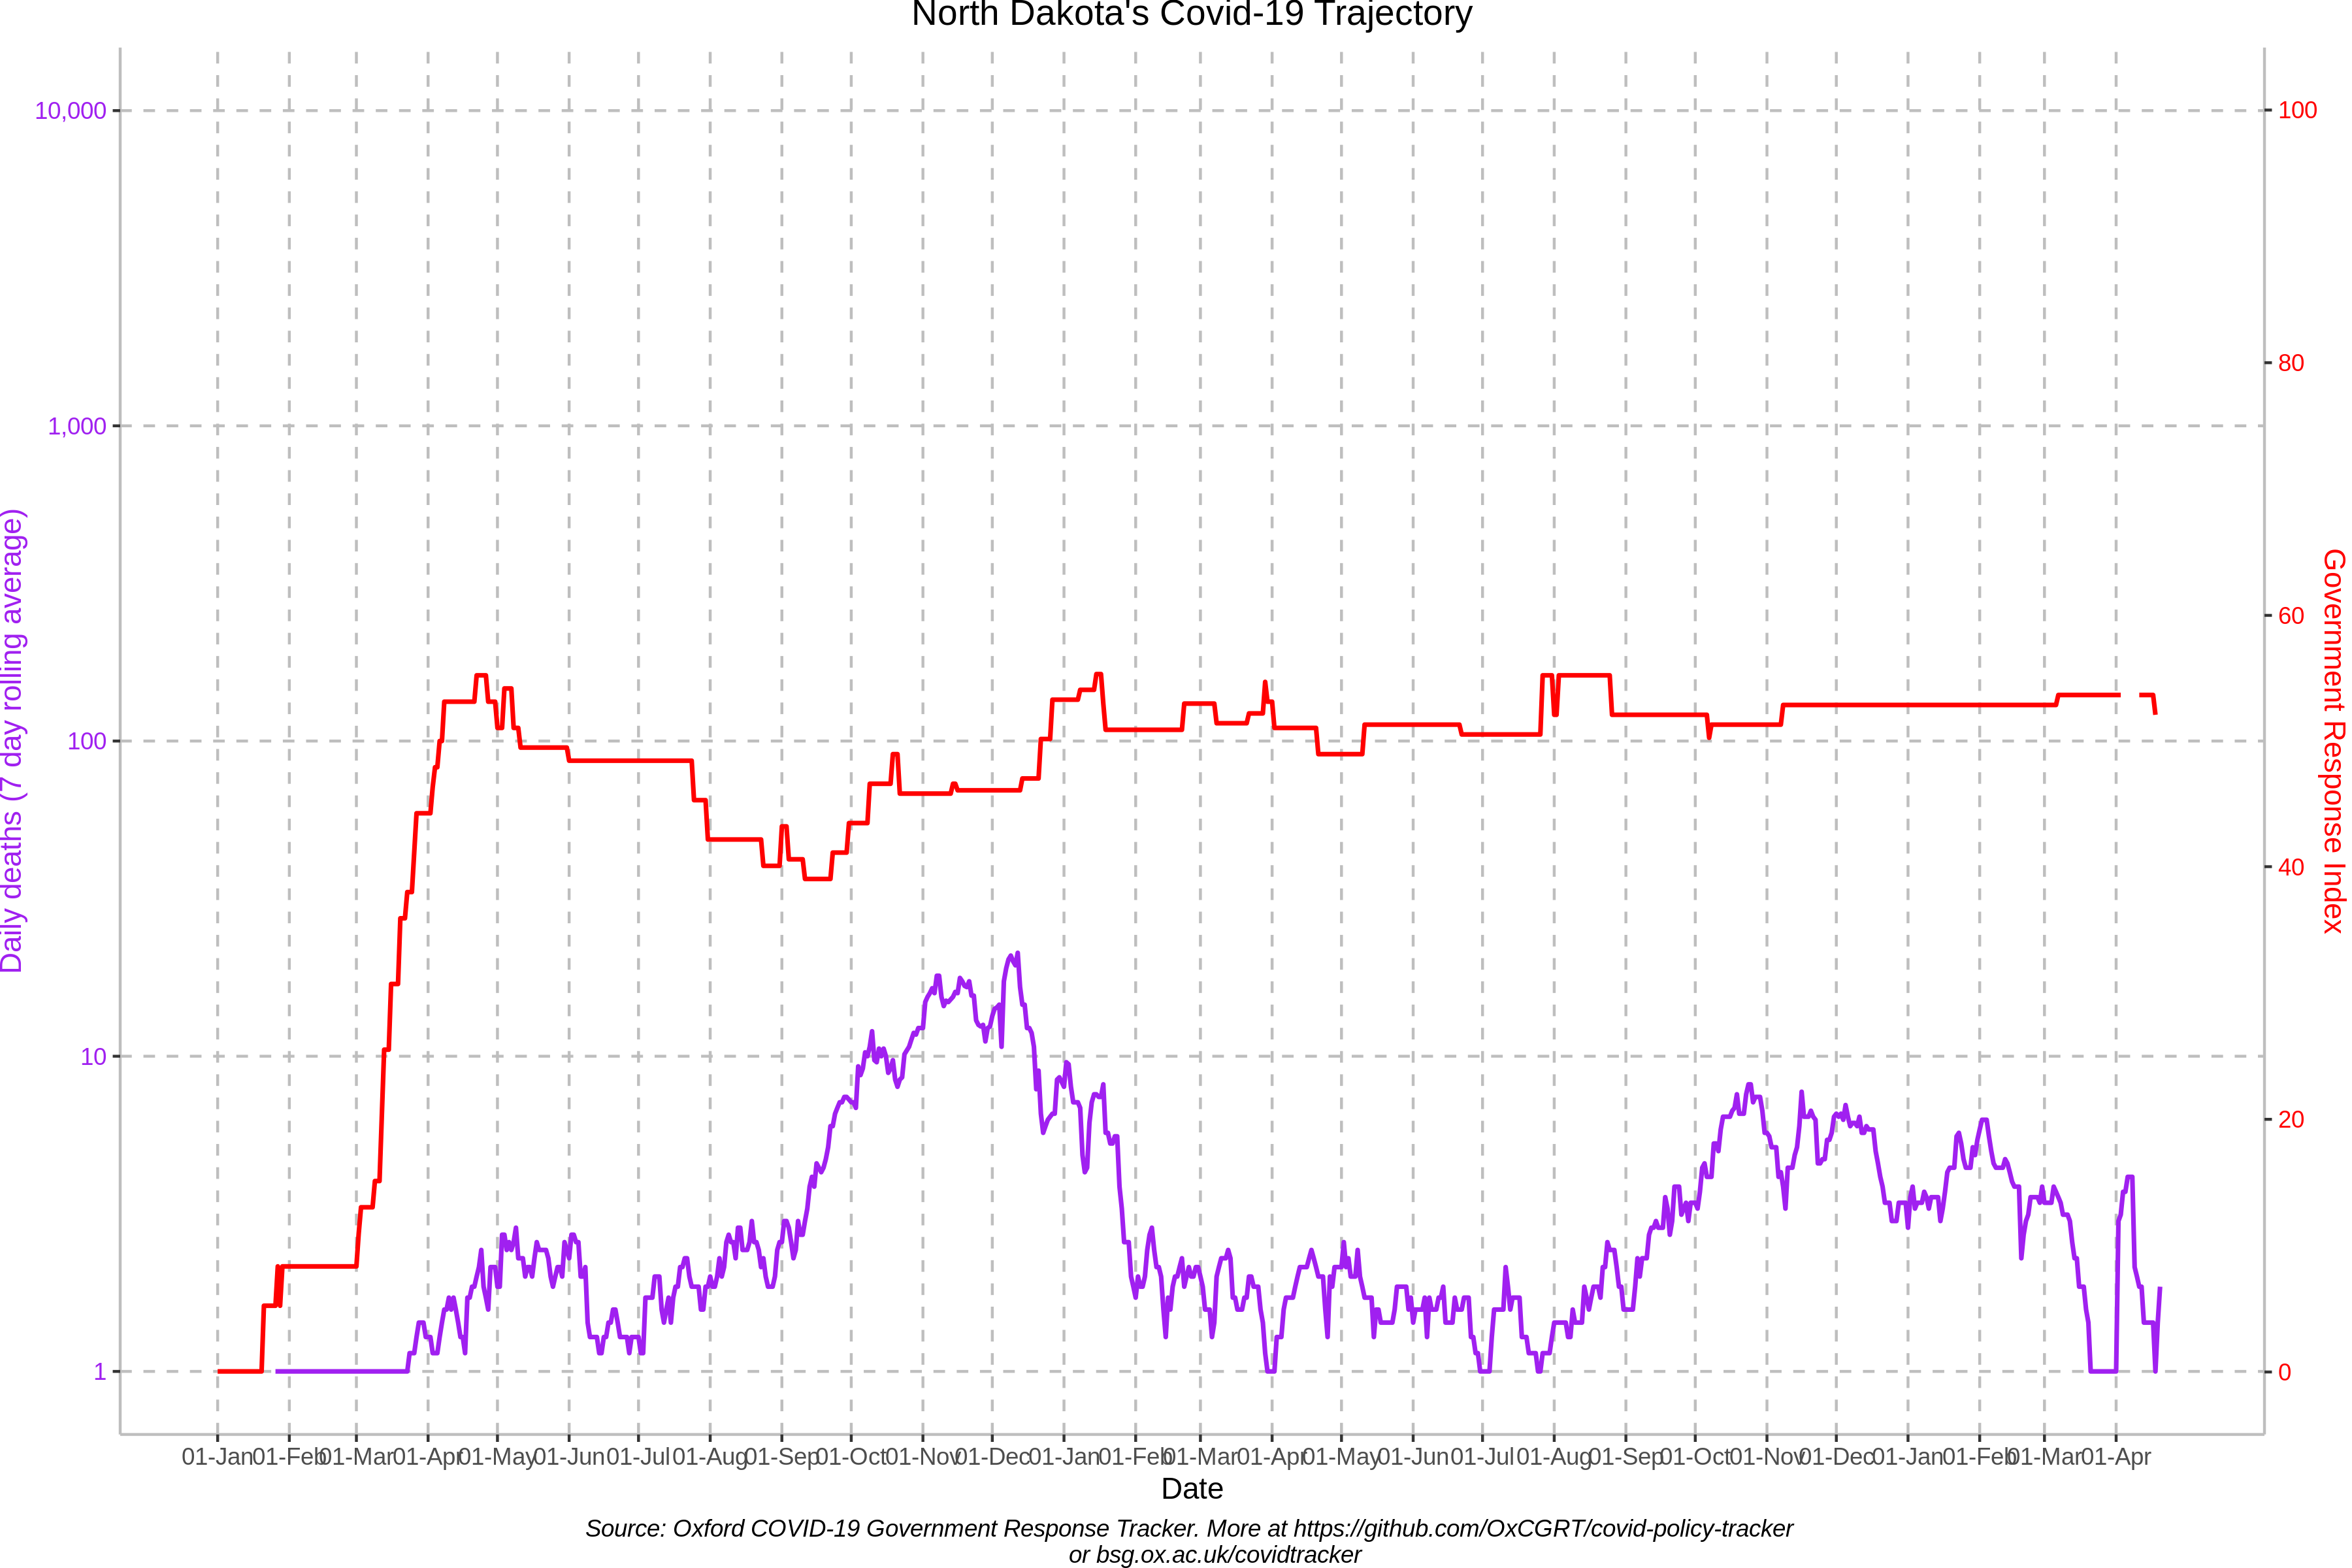 North Dakota's Covid-19 Trajectory
10,000
1,000
100
10
1
Daily deaths (7 day rolling average)
100
80
60
40
20
0
Government Response Index
01-Jan 01-Feb 01-Mar 01-Apr 01-May 01-Jun 01-Jul 01-Aug 01-Sep 01-Oct 01-Nov 01-Dec 01-Jan 01-Feb 01-Mar 01-Apr 01-May 01-Jun 01-Jul 01-Aug 01-Sep 01-Oct 01-Nov 01-Dec 01-Jan 01-Feb 01-Mar 01-Apr
Date
Source: Oxford COVID-19 Government Response Tracker. More at https://github.com/OxCGRT/covid-policy-tracker
or bsg.ox.ac.uk/covidtracker